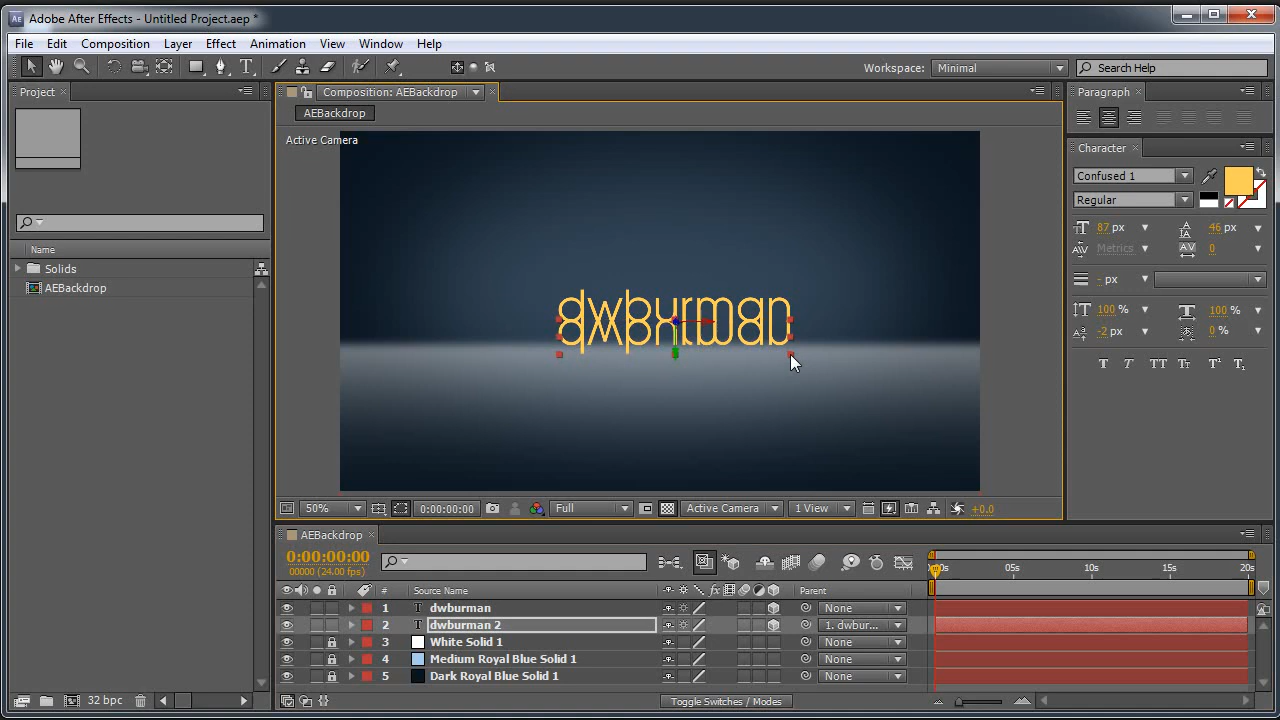 Adobe After Effects - Untitled Project.aep *
File Edit Composition Layer Effect Animation View Window Help
Workspace: Minimal Search Help
Project
Composition: AEBackdrop
Paragraph
AEBackdrop
Active Camera
Character
Confused 1
Regular
87 px 46 px
Metrics 0
- px
100 % 100 %
-2 px 0 %
T T TT Tт T¹ T₁
Name
Solids
AEBackdrop
dwburman
50% 0:00:00:00 Full Active Camera 1 View +0.0
AEBackdrop
0:00:00:00
00000 (24.00 fps)
05s 10s 15s 20s
# Source Name fx Parent
1 T dwburman None
2 T dwburman 2 1. dwbur...
3 White Solid 1 None
4 Medium Royal Blue Solid 1 None
5 Dark Royal Blue Solid 1 None
32 bpc Toggle Switches / Modes